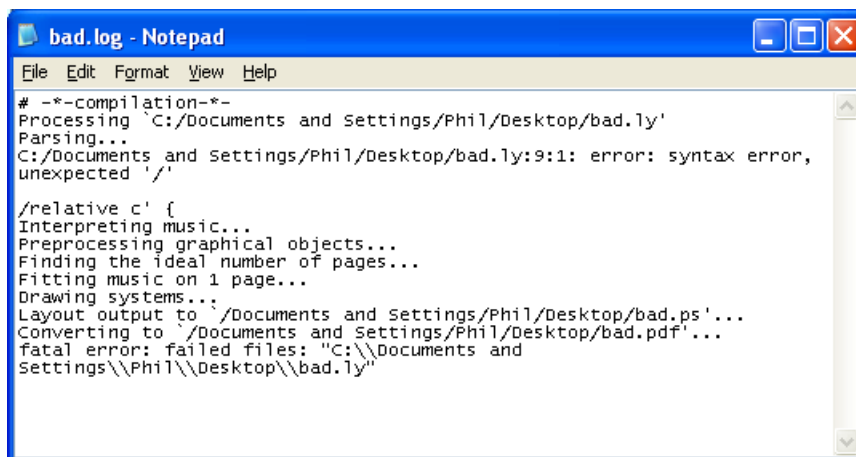 bad.log - Notepad
File Edit Format View Help
# -*-compilation-*-
Processing `C:/Documents and Settings/Phil/Desktop/bad.ly'
Parsing...
C:/Documents and Settings/Phil/Desktop/bad.ly:9:1: error: syntax error,
unexpected '/'

/relative c' {
Interpreting music...
Preprocessing graphical objects...
Finding the ideal number of pages...
Fitting music on 1 page...
Drawing systems...
Layout output to `/Documents and Settings/Phil/Desktop/bad.ps'...
Converting to `/Documents and Settings/Phil/Desktop/bad.pdf'...
fatal error: failed files: "C:\\Documents and
Settings\\Phil\\Desktop\\bad.ly"